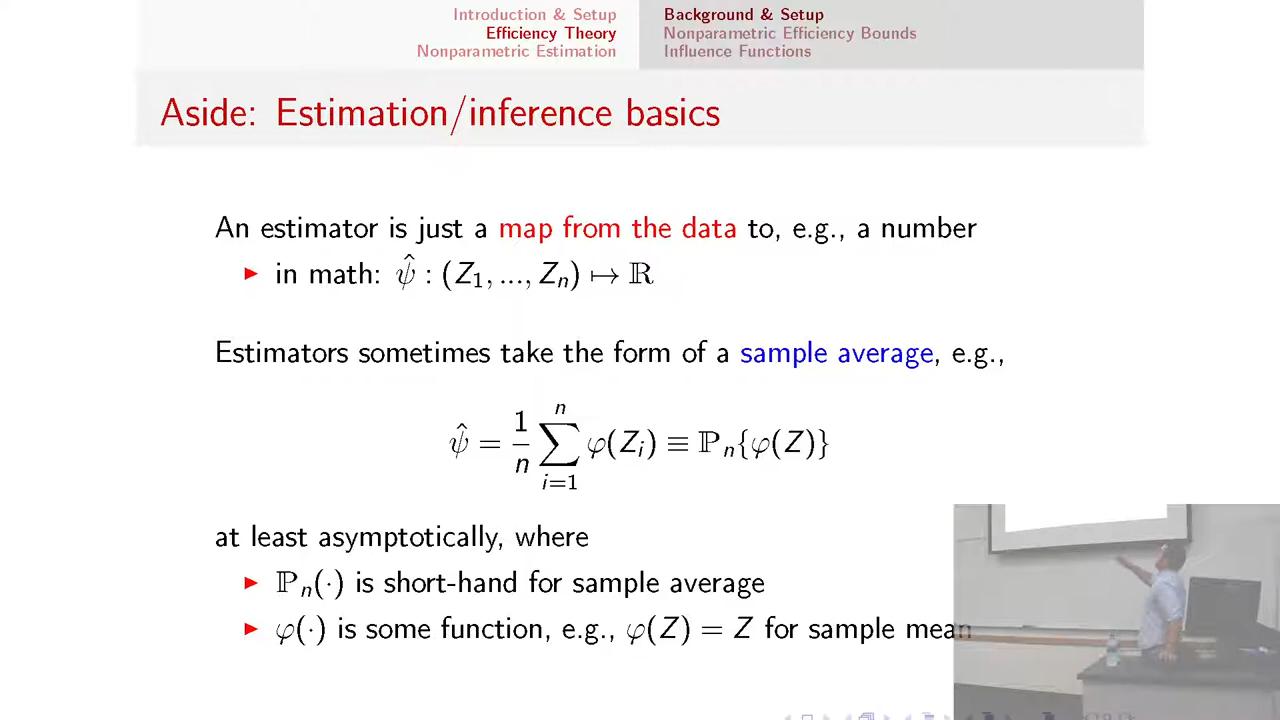 Introduction & Setup
Efficiency Theory
Nonparametric Estimation
Background & Setup
Nonparametric Efficiency Bounds
Influence Functions
Aside: Estimation/inference basics
An estimator is just a map from the data to, e.g., a number
▶ in math: ψ̂ : (Z₁, ..., Zₙ) ↦ ℝ
Estimators sometimes take the form of a sample average, e.g.,
ψ̂ = 1/n ∑ⁿᵢ₌₁ φ(Zᵢ) ≡ ℙₙ{φ(Z)}
at least asymptotically, where
▶ ℙₙ(·) is short-hand for sample average
▶ φ(·) is some function, e.g., φ(Z) = Z for sample mean